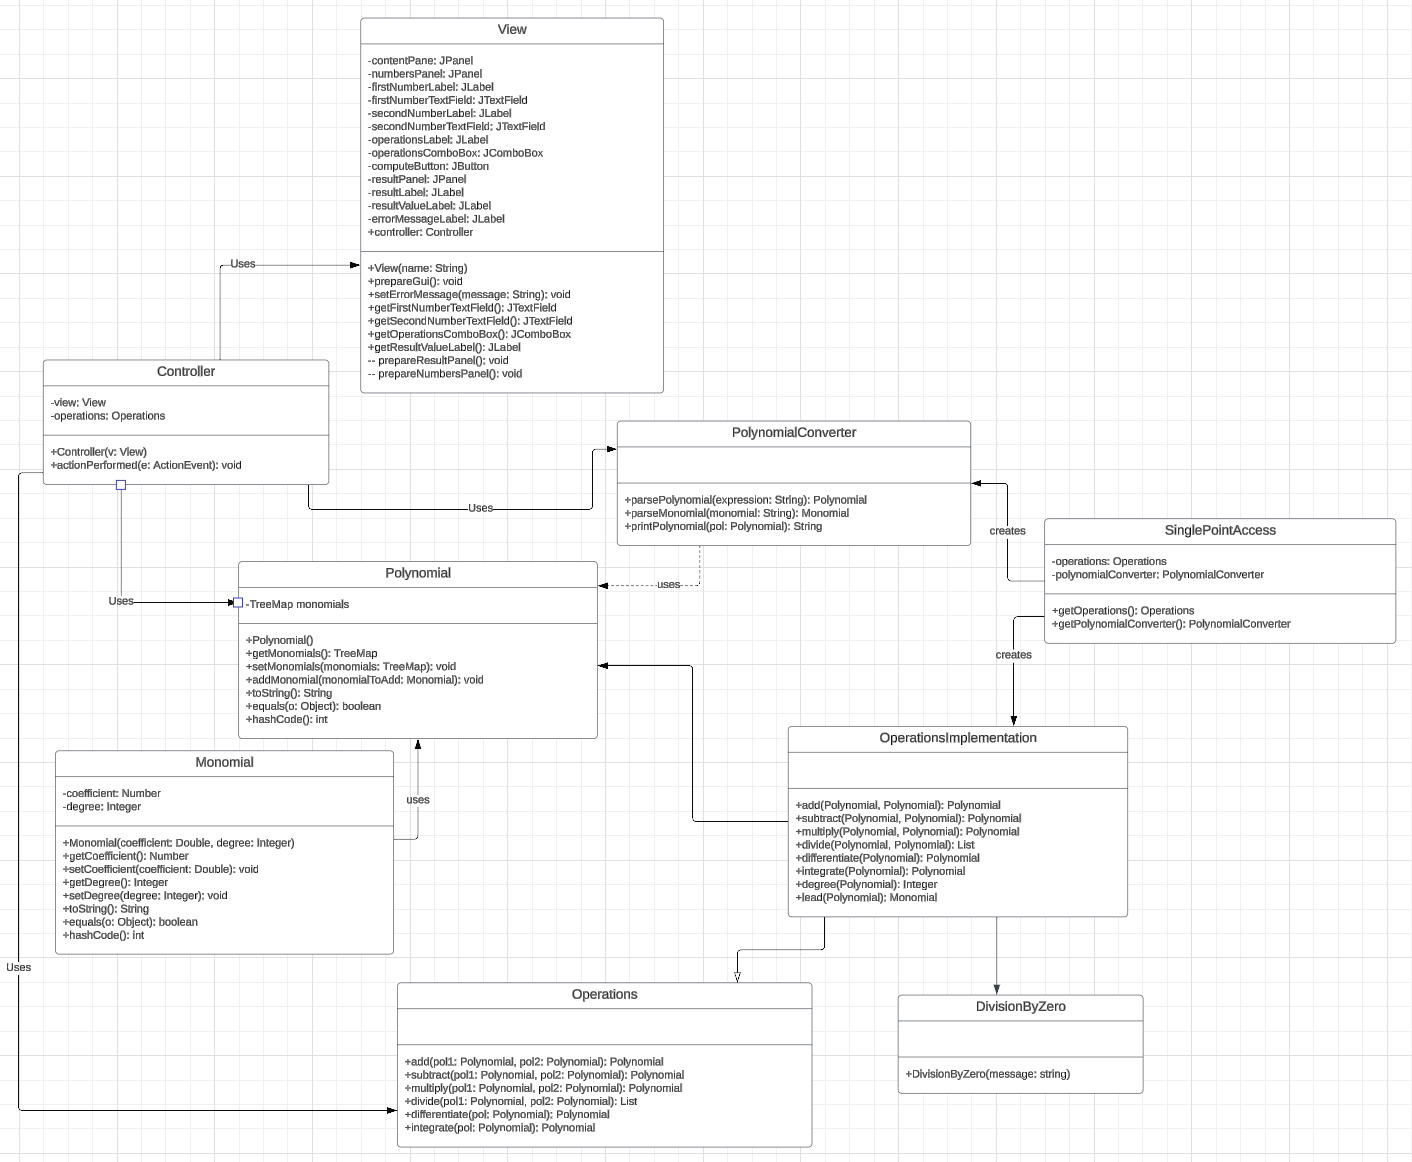 View
-contentPane: JPanel
-numbersPanel: JPanel
-firstNumberLabel: JLabel
-firstNumberTextField: JTextField
-secondNumberLabel: JLabel
-secondNumberTextField: JTextField
-operationsLabel: JLabel
-operationsComboBox: JComboBox
-computeButton: JButton
-resultPanel: JPanel
-resultLabel: JLabel
-resultValueLabel: JLabel
-errorMessageLabel: JLabel
+controller: Controller
+View(name: String)
+prepareGui(): void
+setErrorMessage(message: String): void
+getFirstNumberTextField(): JTextField
+getSecondNumberTextField(): JTextField
+getOperationsComboBox(): JComboBox
+getResultValueLabel(): JLabel
-- prepareResultPanel(): void
-- prepareNumbersPanel(): void
Uses
Controller
-view: View
-operations: Operations
+Controller(v: View)
+actionPerformed(e: ActionEvent): void
Uses
PolynomialConverter
+parsePolynomial(expression: String): Polynomial
+parseMonomial(monomial: String): Monomial
+printPolynomial(pol: Polynomial): String
creates
SinglePointAccess
-operations: Operations
-polynomialConverter: PolynomialConverter
+getOperations(): Operations
+getPolynomialConverter(): PolynomialConverter
creates
uses
Uses
Polynomial
-TreeMap monomials
+Polynomial()
+getMonomials(): TreeMap
+setMonomials(monomials: TreeMap): void
+addMonomial(monomialToAdd: Monomial): void
+toString(): String
+equals(o: Object): boolean
+hashCode(): int
Monomial
-coefficient: Number
-degree: Integer
+Monomial(coefficient: Double, degree: Integer)
+getCoefficient(): Number
+setCoefficient(coefficient: Double): void
+getDegree(): Integer
+setDegree(degree: Integer): void
+toString(): String
+equals(o: Object): boolean
+hashCode(): int
uses
OperationsImplementation
+add(Polynomial, Polynomial): Polynomial
+subtract(Polynomial, Polynomial): Polynomial
+multiply(Polynomial, Polynomial): Polynomial
+divide(Polynomial, Polynomial): List
+differentiate(Polynomial): Polynomial
+integrate(Polynomial): Polynomial
+degree(Polynomial): Integer
+lead(Polynomial): Monomial
Uses
Operations
+add(pol1: Polynomial, pol2: Polynomial): Polynomial
+subtract(pol1: Polynomial, pol2: Polynomial): Polynomial
+multiply(pol1: Polynomial, pol2: Polynomial): Polynomial
+divide(pol1: Polynomial, pol2: Polynomial): List
+differentiate(pol: Polynomial): Polynomial
+integrate(pol: Polynomial): Polynomial
DivisionByZero
+DivisionByZero(message: string)